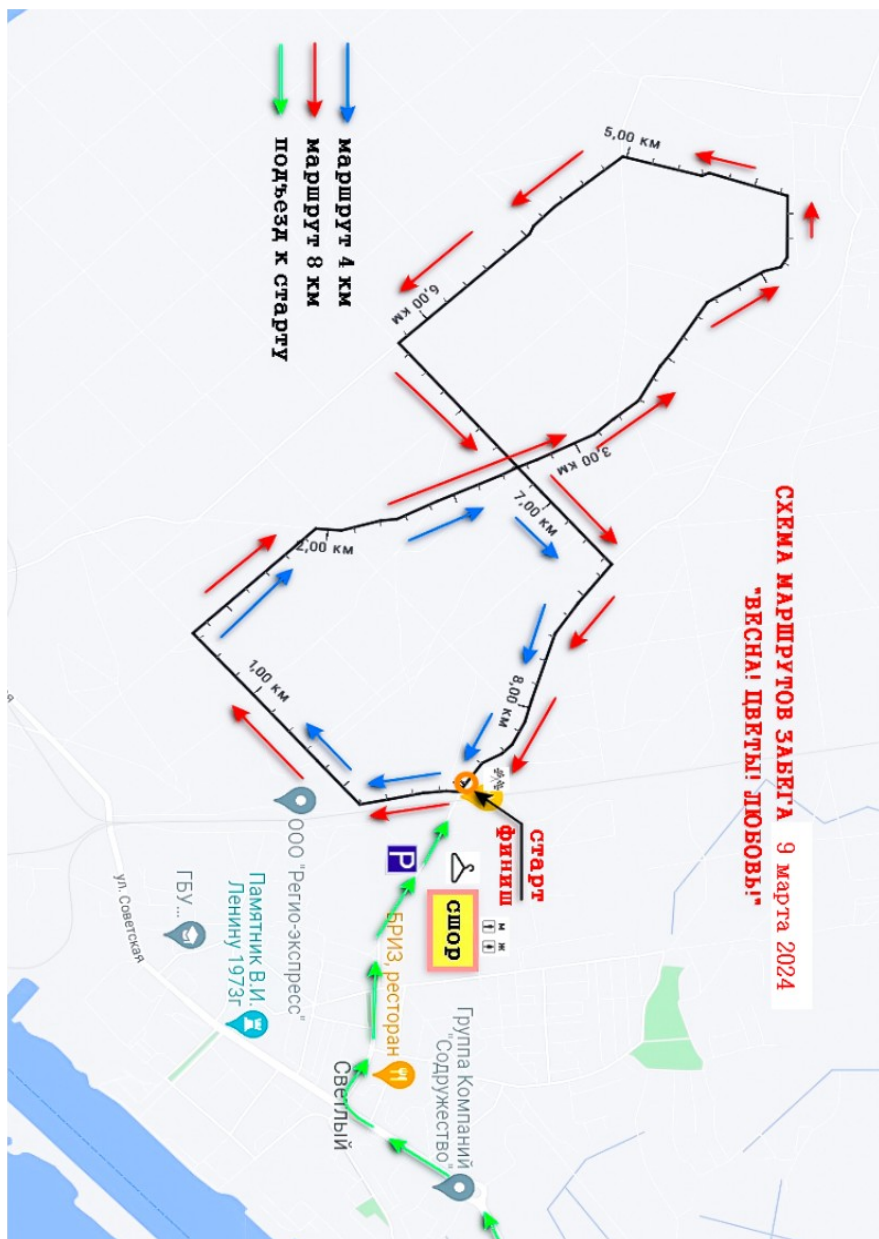 СХЕМА МАРШРУТОВ ЗАБЕГА 9 марта 2024
"ВЕСНА! ЦВЕТЫ! ЛЮБОВЬ!"
маршрут 4 км
маршрут 8 км
подъезд к старту
5,00 км
6,00 км
3,00 км
7,00 км
2,00 км
1,00 км
8,00 км
старт
финиш
м ж
сшор
P
БРИЗ, ресторан
Группа Компаний
"Содружество"
ООО "Регио-экспресс"
Памятник В.И.
Ленину 1973г
ГБУ...
ул. Советская
Светлый